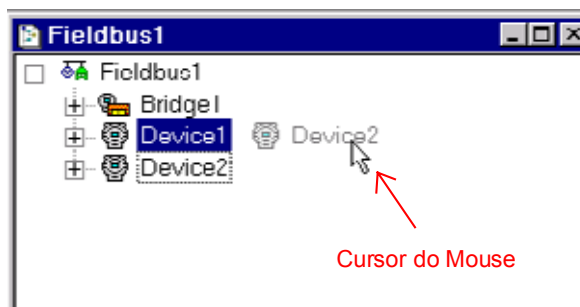 Fieldbus1
Fieldbus1
Bridge1
Device1 Device2
Device2
Cursor do Mouse